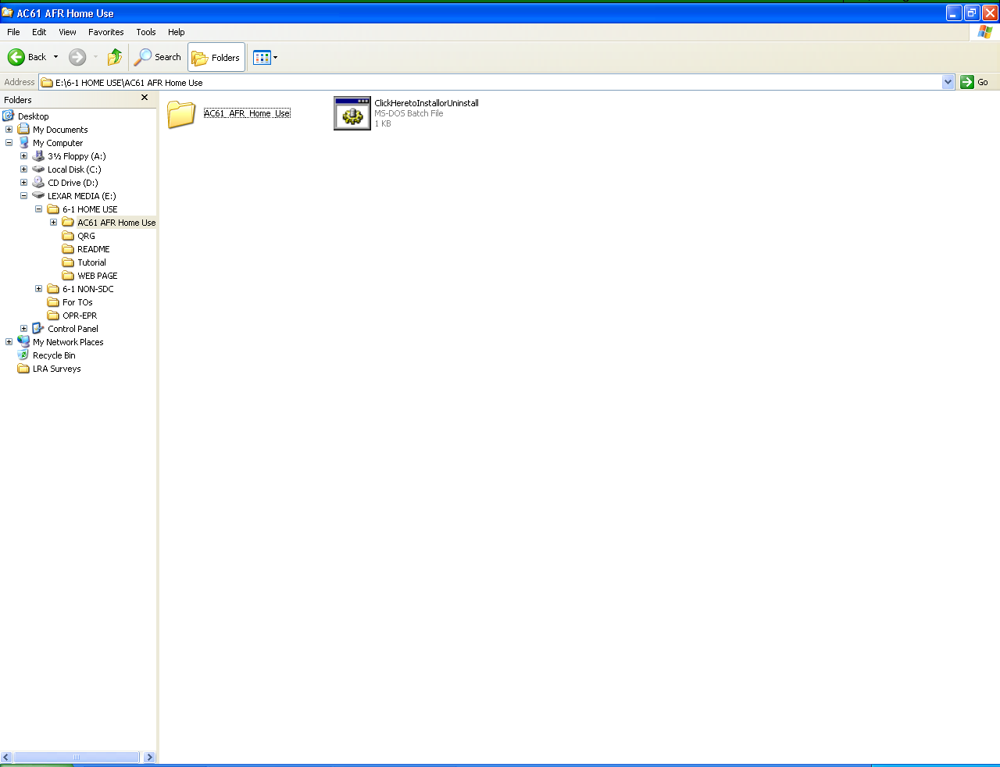 AC61 AFR Home Use
File Edit View Favorites Tools Help
Back Search Folders
Address E:\6-1 HOME USE\AC61 AFR Home Use Go
Folders
Desktop
My Documents
My Computer
3½ Floppy (A:)
Local Disk (C:)
CD Drive (D:)
LEXAR MEDIA (E:)
6-1 HOME USE
AC61 AFR Home Use
QRG
README
Tutorial
WEB PAGE
6-1 NON-SDC
For TOs
OPR-EPR
Control Panel
My Network Places
Recycle Bin
LRA Surveys
AC61_AFR_Home_Use
ClickHeretoInstallorUninstall
MS-DOS Batch File
1 KB